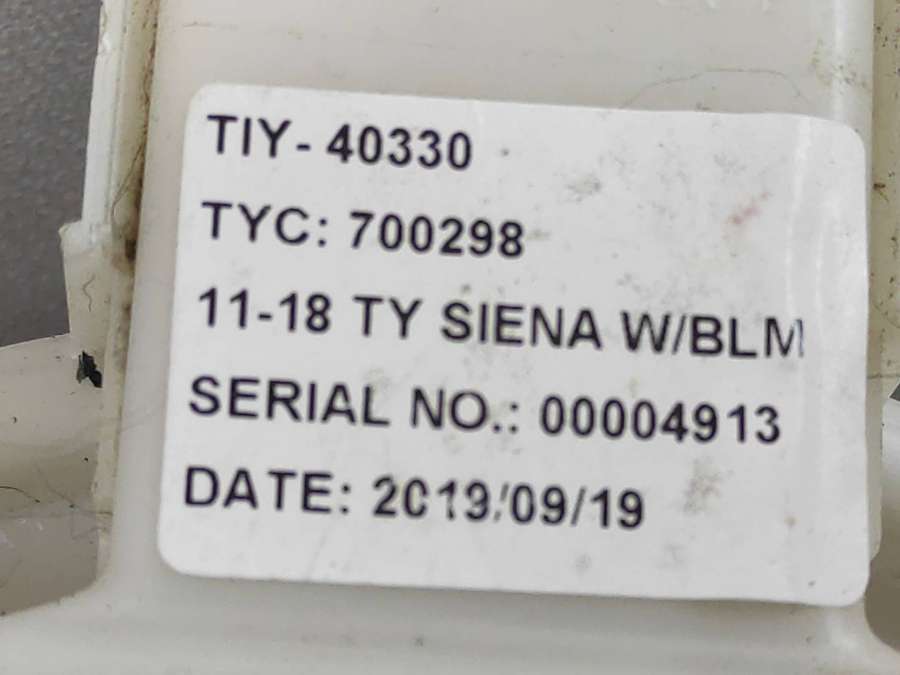 TIY- 40330
TYC: 700298
11-18 TY SIENA W/BLM
SERIAL NO.: 00004913
DATE: 2019/09/19